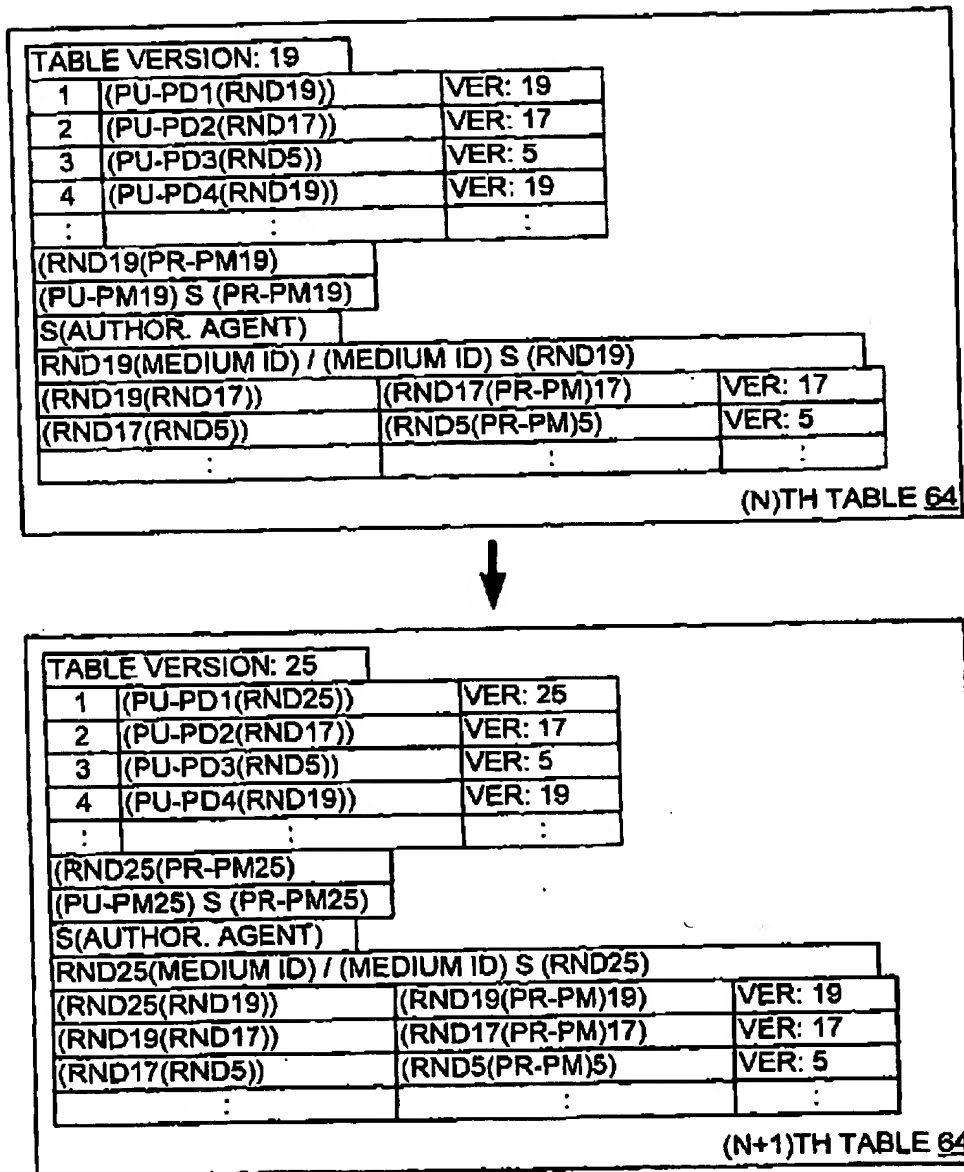 TABLE VERSION: 19
1 (PU-PD1(RND19)) VER: 19
2 (PU-PD2(RND17)) VER: 17
3 (PU-PD3(RND5)) VER: 5
4 (PU-PD4(RND19)) VER: 19
: : :
(RND19(PR-PM19)
(PU-PM19) S (PR-PM19)
S(AUTHOR. AGENT)
RND19(MEDIUM ID) / (MEDIUM ID) S (RND19)
(RND19(RND17)) (RND17(PR-PM)17) VER: 17
(RND17(RND5)) (RND5(PR-PM)5) VER: 5
: : :
(N)TH TABLE 64
TABLE VERSION: 25
1 (PU-PD1(RND25)) VER: 25
2 (PU-PD2(RND17)) VER: 17
3 (PU-PD3(RND5)) VER: 5
4 (PU-PD4(RND19)) VER: 19
: : :
(RND25(PR-PM25)
(PU-PM25) S (PR-PM25)
S(AUTHOR. AGENT)
RND25(MEDIUM ID) / (MEDIUM ID) S (RND25)
(RND25(RND19)) (RND19(PR-PM)19) VER: 19
(RND19(RND17)) (RND17(PR-PM)17) VER: 17
(RND17(RND5)) (RND5(PR-PM)5) VER: 5
: : :
(N+1)TH TABLE 64